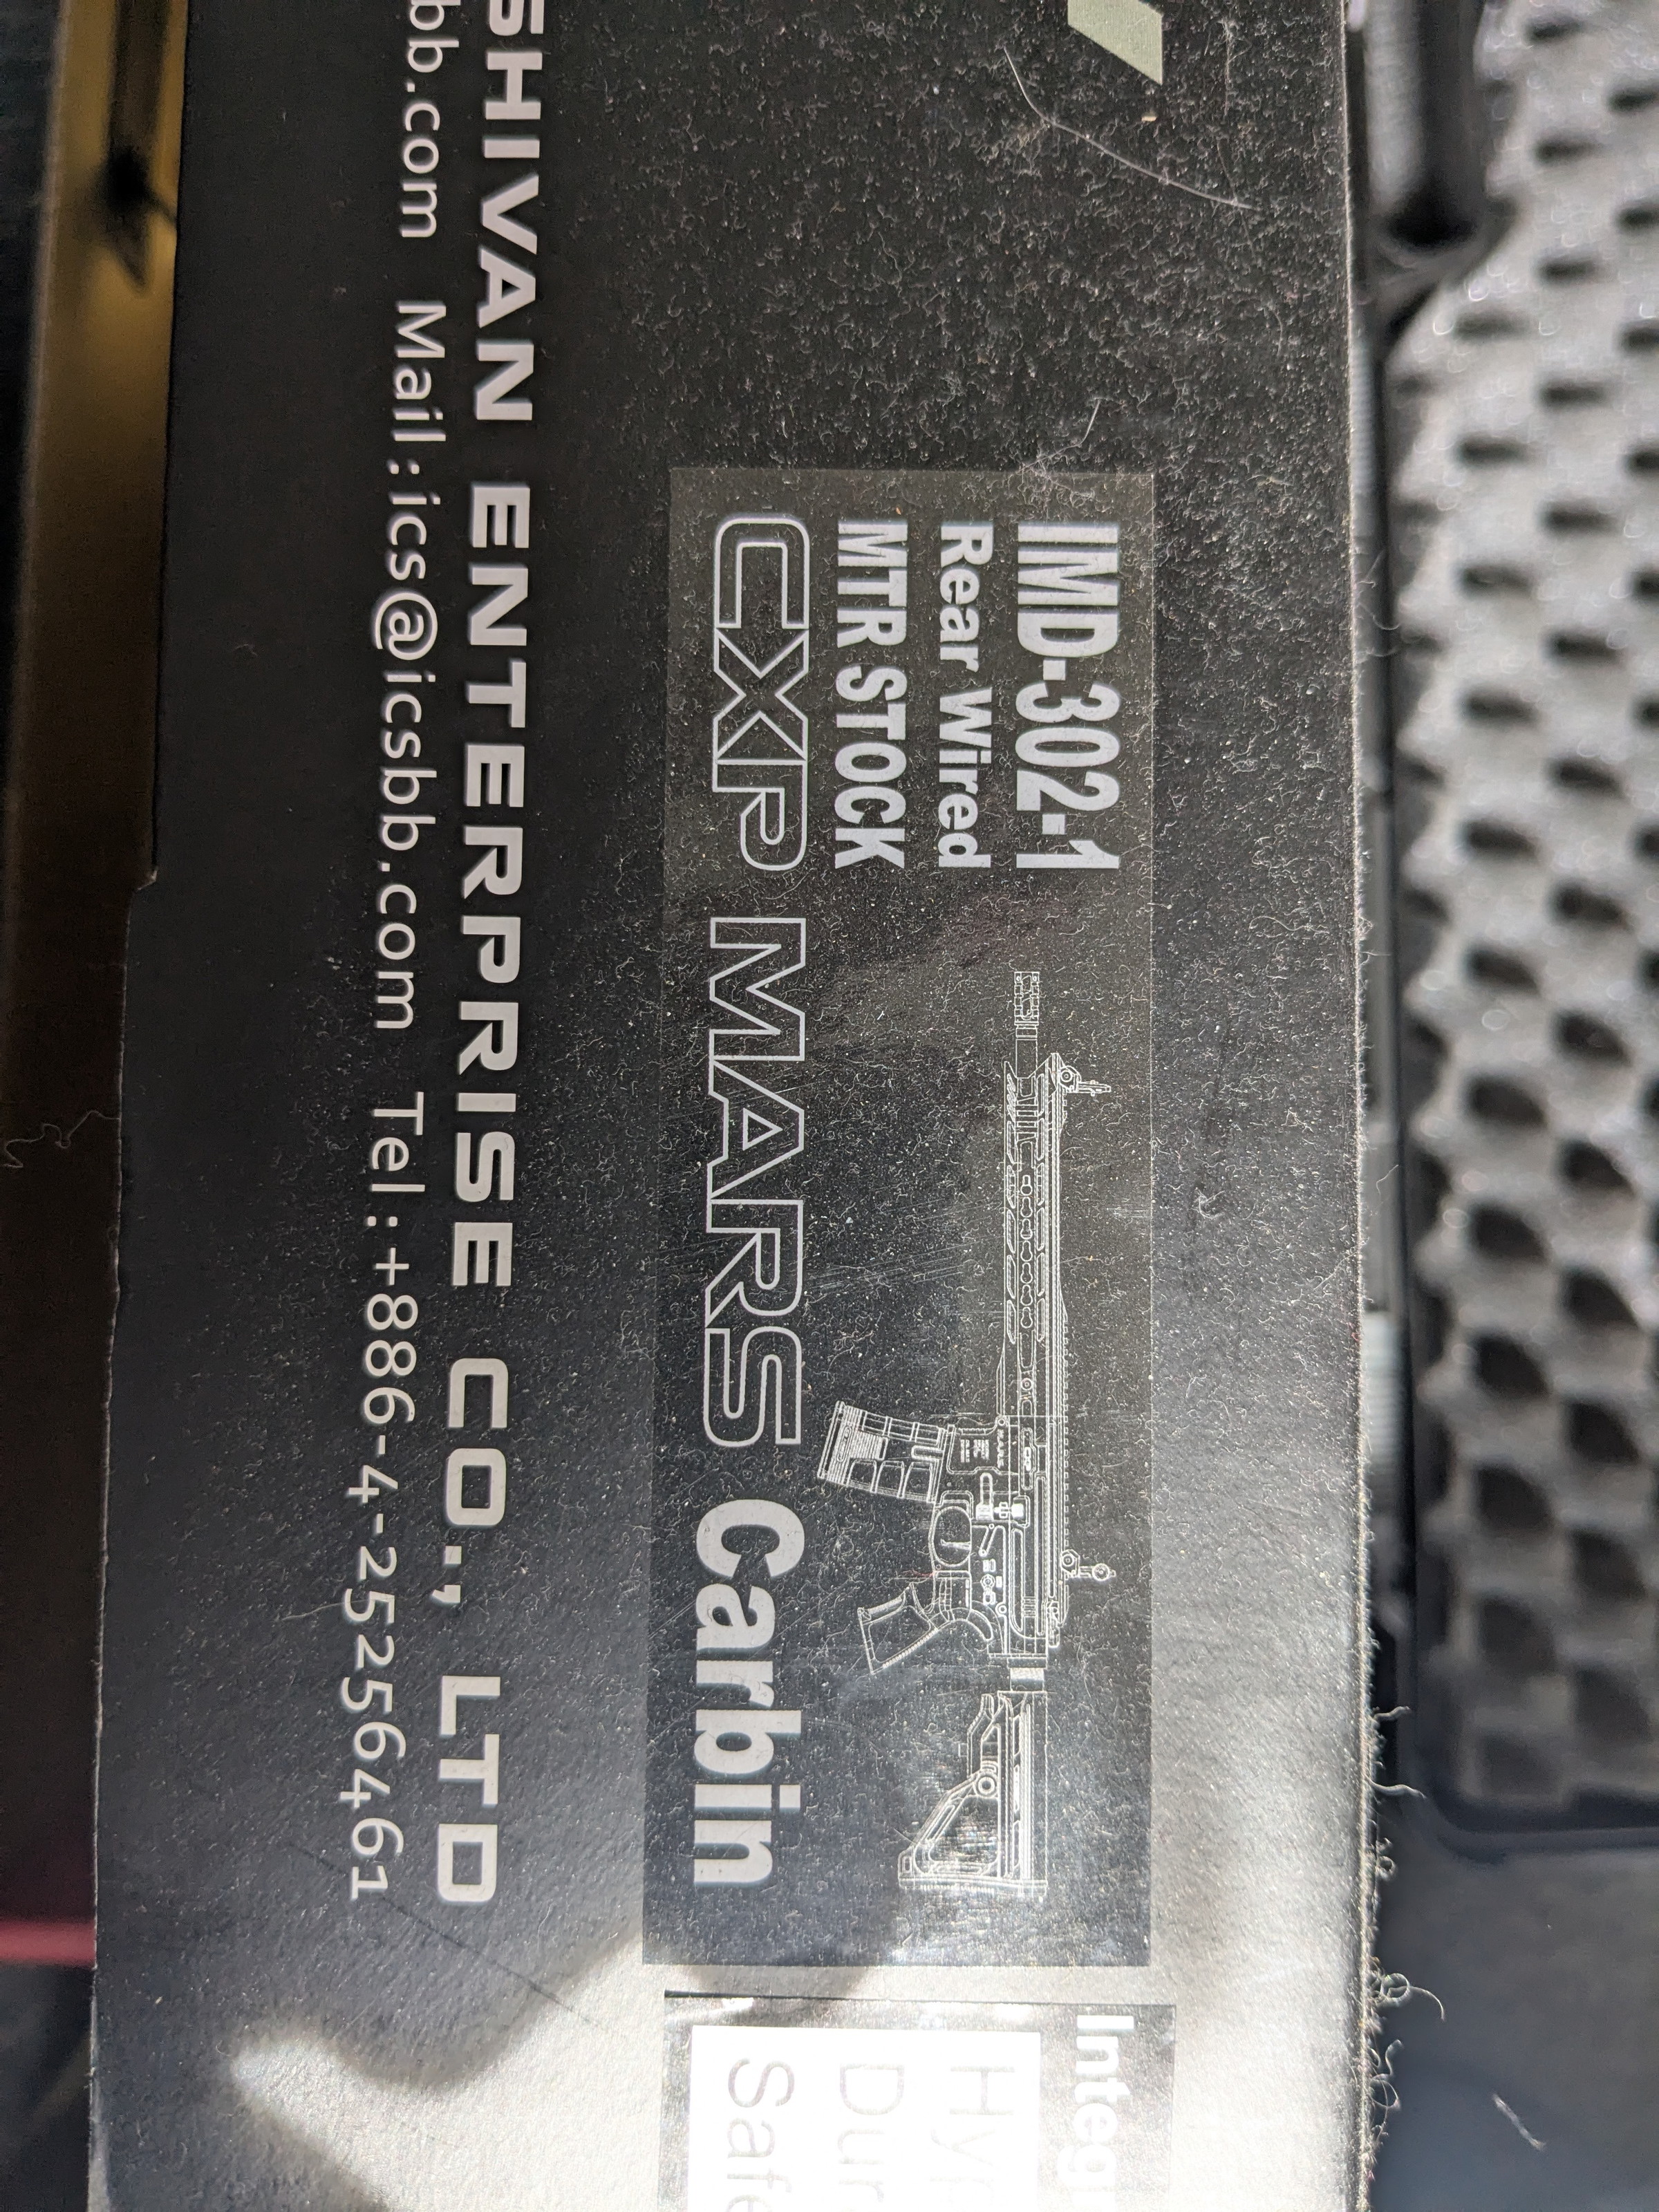 IMD-302-1
Rear Wired
MTR STOCK
CXP MARS Carbin
SHIVAN ENTERPRISE CO., LTD
bb.com Mail:ics@icsbb.com Tel:+886-4-25256461